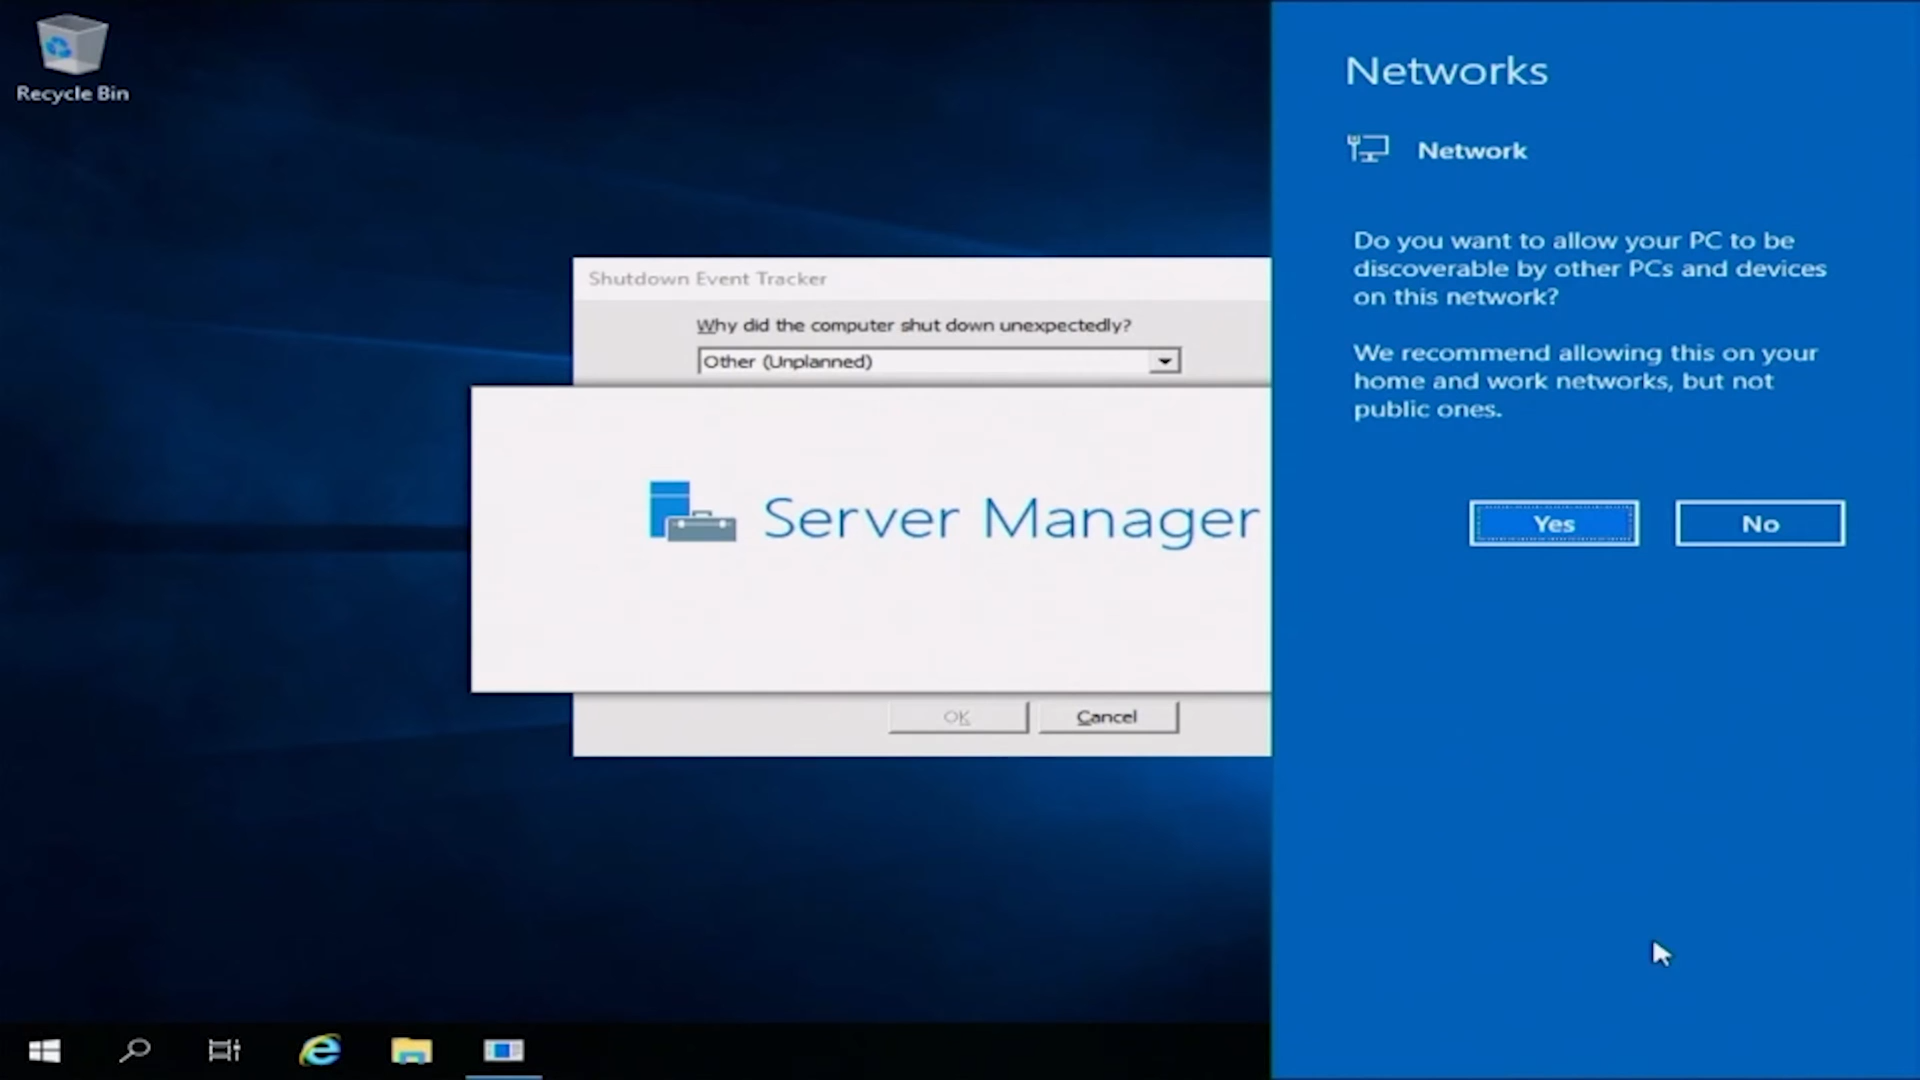 Recycle Bin
Shutdown Event Tracker
Why did the computer shut down unexpectedly?
Other (Unplanned)
Server Manager
OK
Cancel
Networks
Network
Do you want to allow your PC to be
discoverable by other PCs and devices
on this network?
We recommend allowing this on your
home and work networks, but not
public ones.
Yes
No